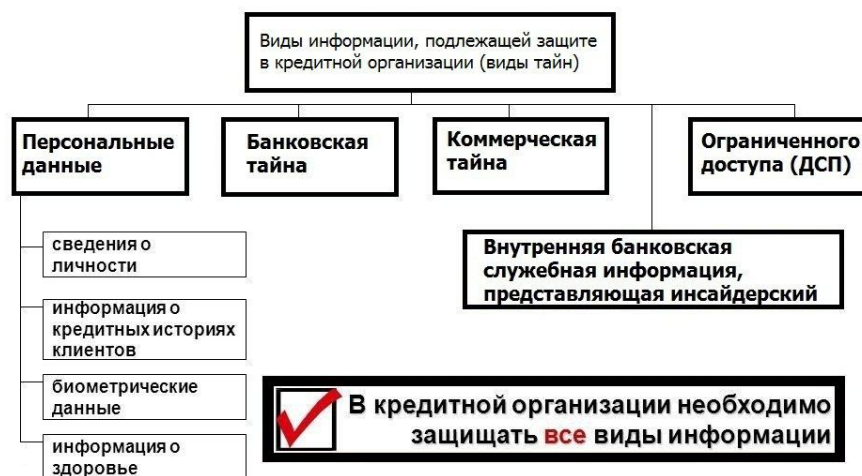 Виды информации, подлежащей защите
в кредитной организации (виды тайн)
Персональные
данные
Банковская
тайна
Коммерческая
тайна
Ограниченного
доступа (ДСП)
Внутренняя банковская
служебная информация,
представляющая инсайдерский
сведения о
личности
информация о
кредитных историях
клиентов
биометрические
данные
информация о
здоровье
В кредитной организации необходимо
защищать все виды информации